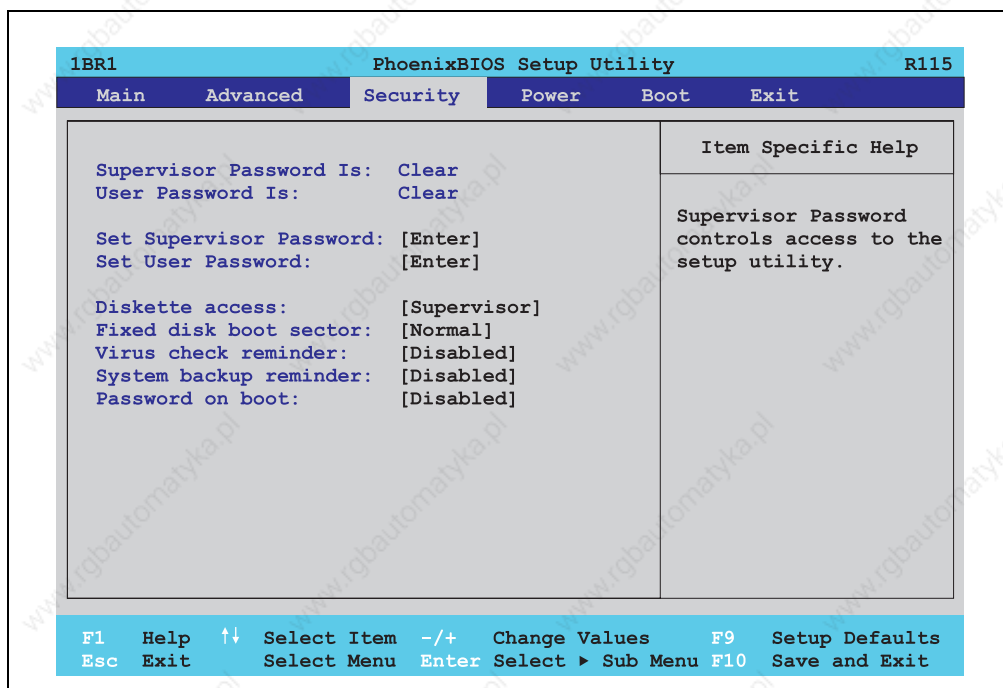 1BR1 PhoenixBIOS Setup Utility R115
Main Advanced Security Power Boot Exit
Item Specific Help
Supervisor Password Is: Clear
User Password Is: Clear
Set Supervisor Password: [Enter]
Set User Password: [Enter]
Diskette access: [Supervisor]
Fixed disk boot sector: [Normal]
Virus check reminder: [Disabled]
System backup reminder: [Disabled]
Password on boot: [Disabled]
Supervisor Password
controls access to the
setup utility.
F1 Help ↑↓ Select Item -/+ Change Values F9 Setup Defaults
Esc Exit Select Menu Enter Select ▶ Sub Menu F10 Save and Exit
www.rgbautomatyka.pl